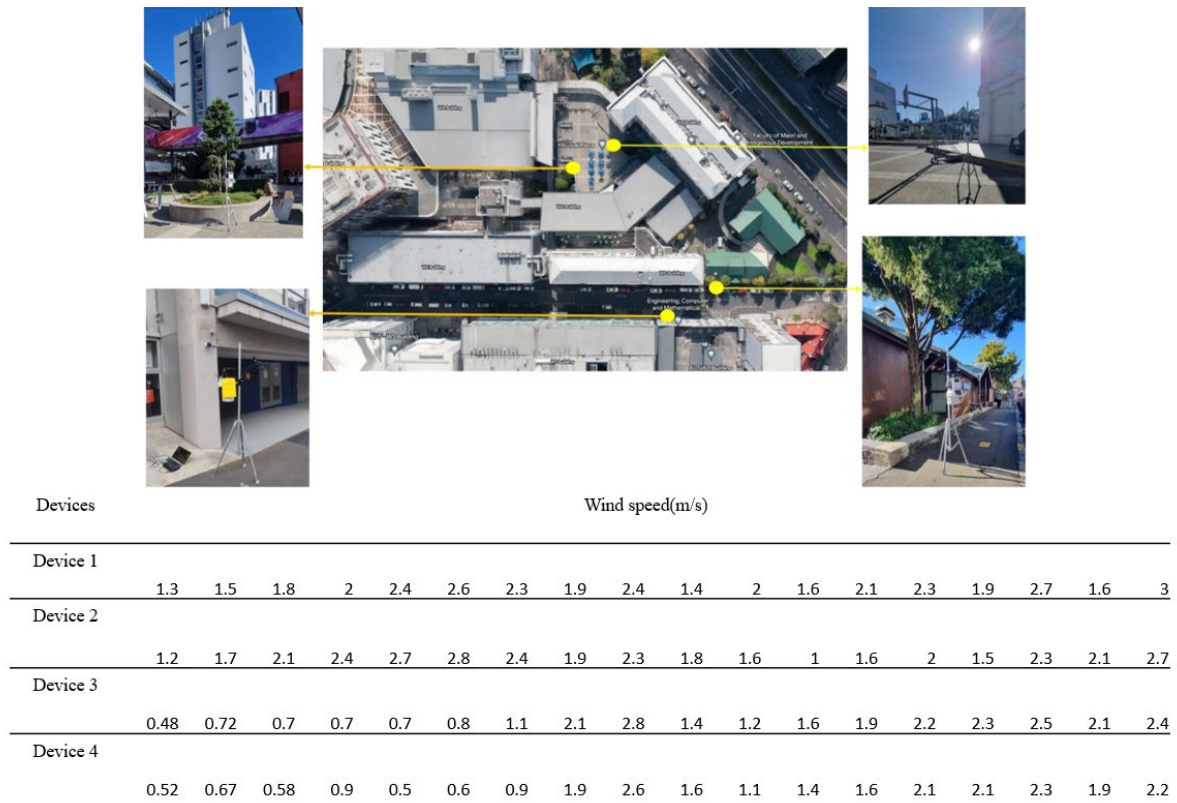 WH Building
Faculty of Maori and
Indigenous Development
WE Building
WC Building
Engineering, Computer
and Mathematical
Devices Wind speed(m/s)
Device 1
1.3 1.5 1.8 2 2.4 2.6 2.3 1.9 2.4 1.4 2 1.6 2.1 2.3 1.9 2.7 1.6 3
Device 2
1.2 1.7 2.1 2.4 2.7 2.8 2.4 1.9 2.3 1.8 1.6 1 1.6 2 1.5 2.3 2.1 2.7
Device 3
0.48 0.72 0.7 0.7 0.7 0.8 1.1 2.1 2.8 1.4 1.2 1.6 1.9 2.2 2.3 2.5 2.1 2.4
Device 4
0.52 0.67 0.58 0.9 0.5 0.6 0.9 1.9 2.6 1.6 1.1 1.4 1.6 2.1 2.1 2.3 1.9 2.2